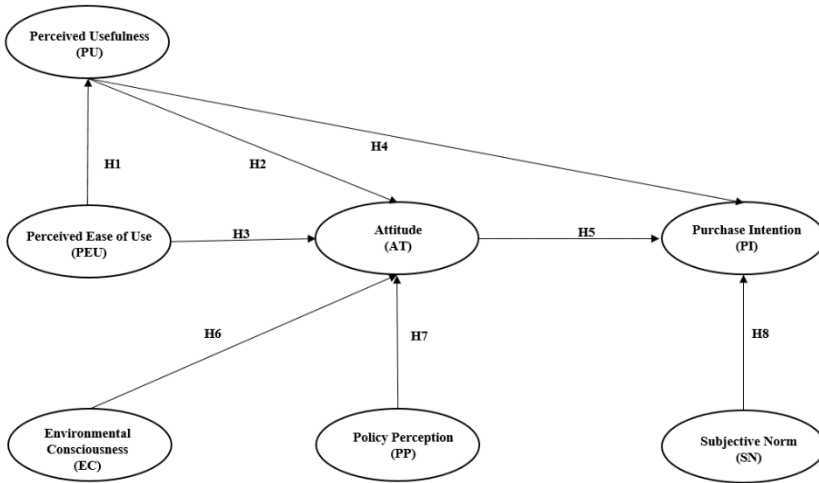 Perceived Usefulness
(PU)
H4
H1
H2
Perceived Ease of Use
(PEU)
H3
Attitude
(AT)
H5
Purchase Intention
(PI)
H6
H7
H8
Environmental
Consciousness
(EC)
Policy Perception
(PP)
Subjective Norm
(SN)